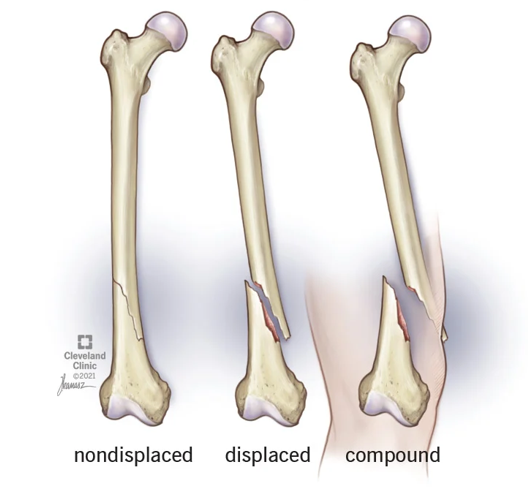 Cleveland
Clinic
©2021
nondisplaced
displaced
compound